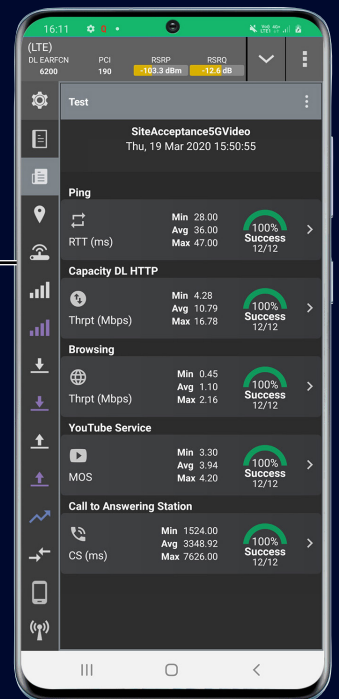 16:11
(LTE)
DL EARFCN PCI RSRP RSRQ
6200 190 -103.3 dBm -12.6 dB
Test
SiteAcceptance5GVideo
Thu, 19 Mar 2020 15:50:55
Ping
RTT (ms)
Min 28.00
Avg 36.00
Max 47.00
100%
Success
12/12
Capacity DL HTTP
Thrpt (Mbps)
Min 4.28
Avg 10.79
Max 16.78
100%
Success
12/12
Browsing
Thrpt (Mbps)
Min 0.45
Avg 1.10
Max 2.16
100%
Success
12/12
YouTube Service
MOS
Min 3.30
Avg 3.94
Max 4.20
100%
Success
12/12
Call to Answering Station
CS (ms)
Min 1524.00
Avg 3348.92
Max 7626.00
100%
Success
12/12